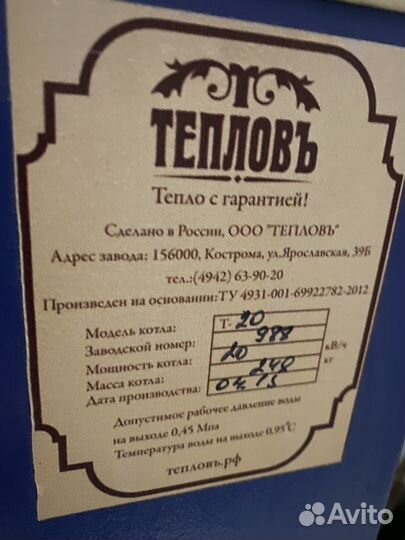 ТЕПЛОВЪ
Тепло с гарантией!
Сделано в России, ООО "ТЕПЛОВЪ"
Адрес завода: 156000, Кострома, ул.Ярославская, 39Б
тел.:(4942) 63-90-20
Произведен на основании: ТУ 4931-001-69922782-2012
Модель котла: Т-20
Заводской номер: 988
Мощность котла: 20 кВ/ч
Масса котла: 248 кг
Дата производства: 04.13
Допустимое рабочее давление воды
на выходе 0,45 Мпа
Температура воды на выходе 0,95°С
тепловъ.рф
Avito